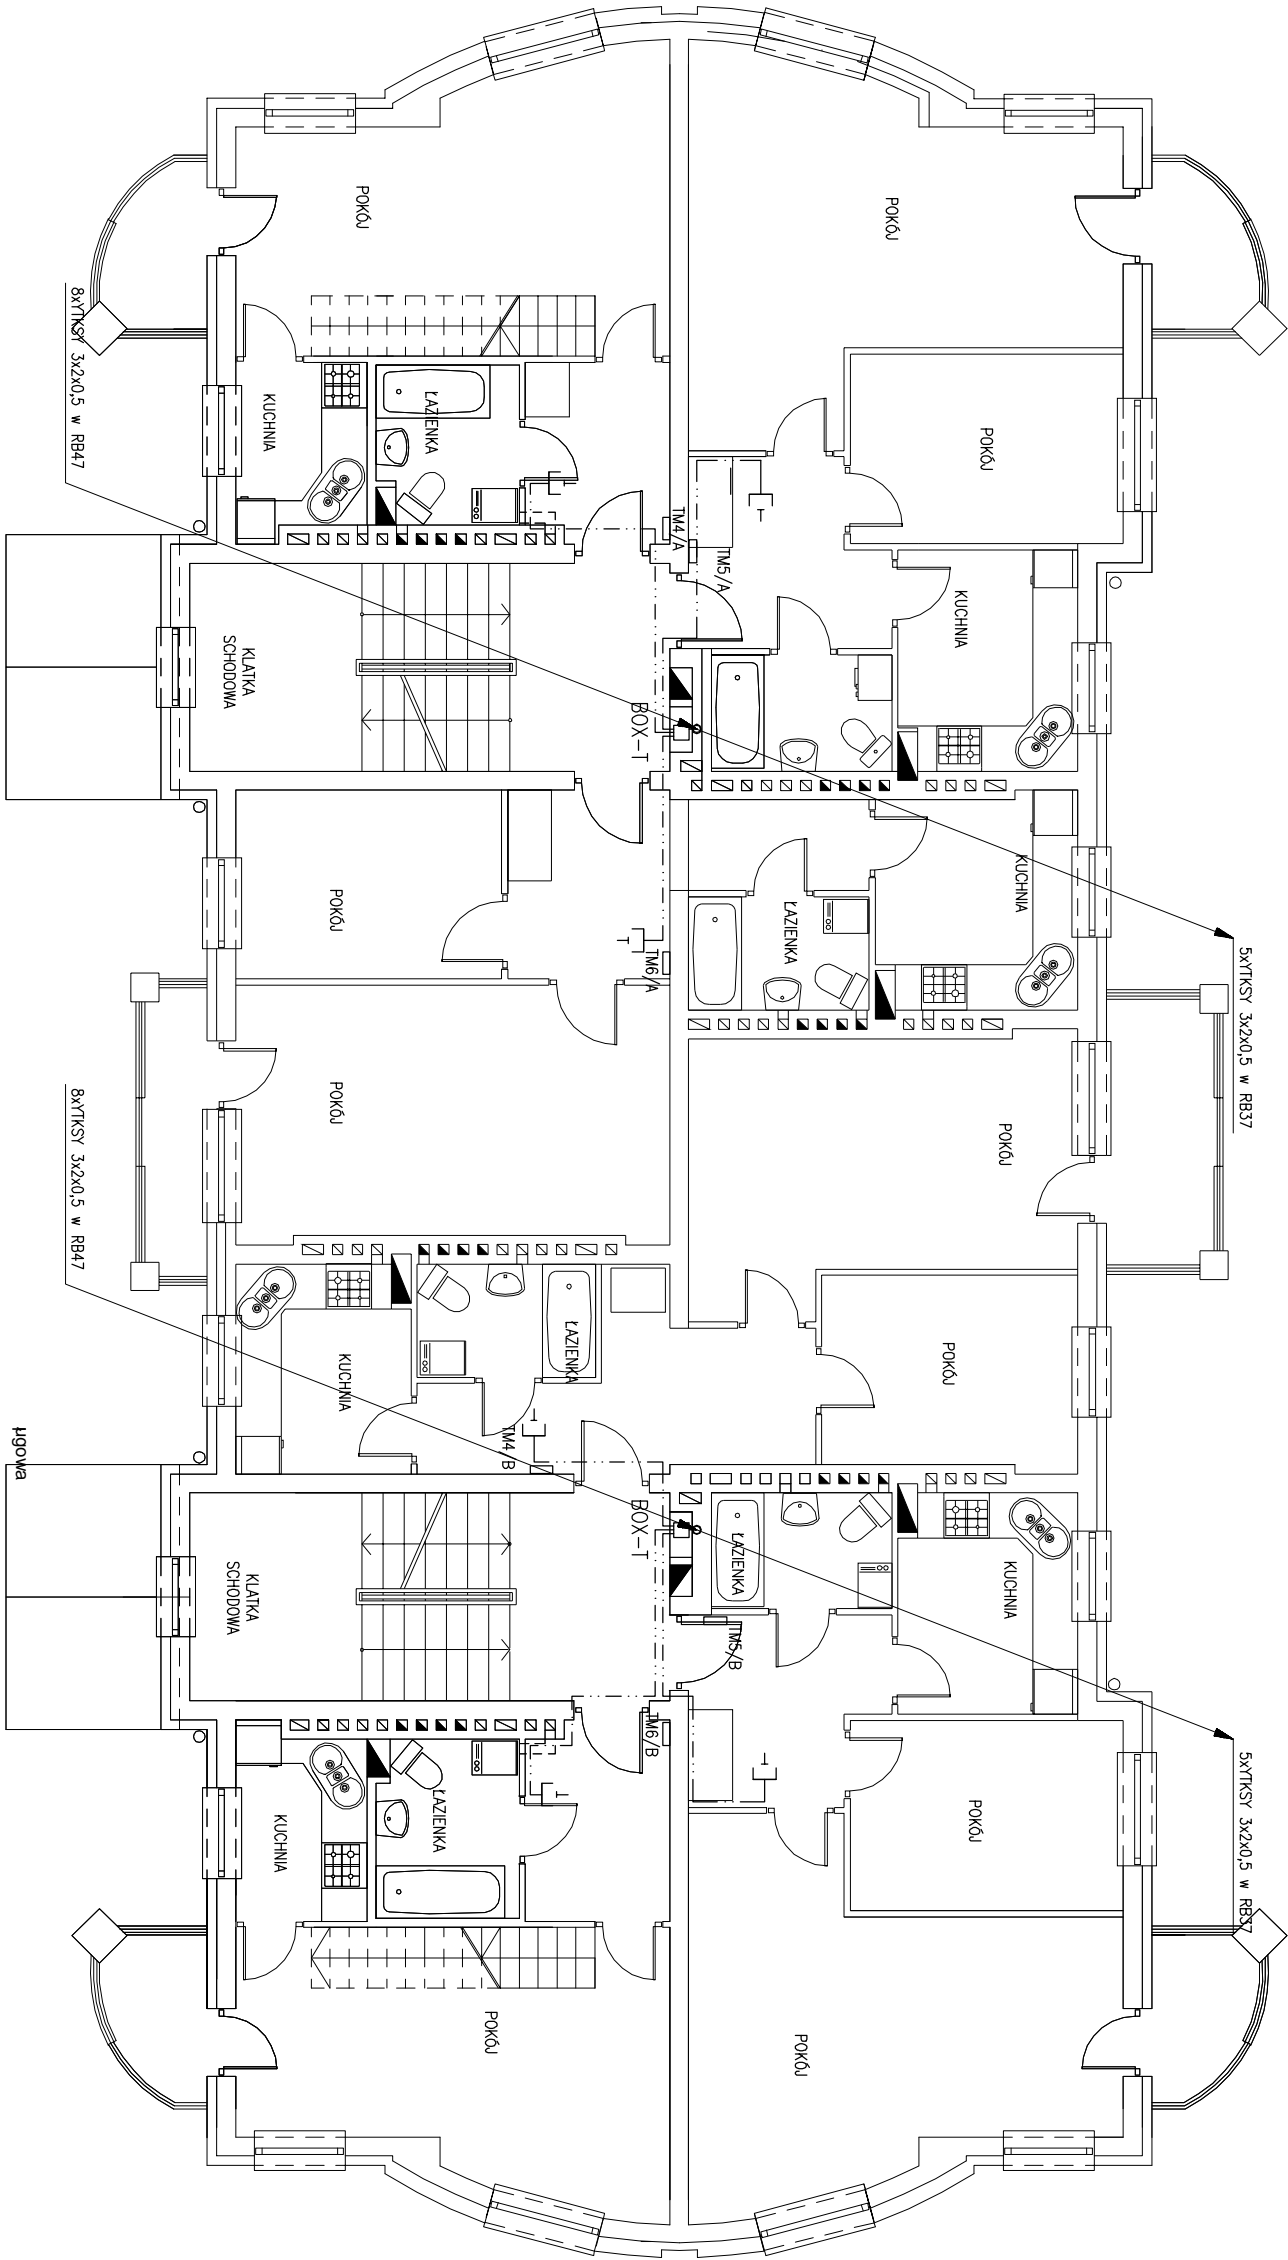 5xYTKSY 3x2x0,5 w RB37
5xYTKSY 3x2x0,5 w RB37
POKÓJ
POKÓJ
KUCHNIA
KUCHNIA
ŁAZIENKA
POKÓJ
POKÓJ
KUCHNIA
ŁAZIENKA
POKÓJ
POKÓJ
TM4/A
TM5/A
BOX-T
TM6/A
TM4/B
BOX-T
TM5/B
TM6/B
POKÓJ
ŁAZIENKA
KUCHNIA
KLATKA
SCHODOWA
POKÓJ
POKÓJ
ŁAZIENKA
KUCHNIA
KLATKA
SCHODOWA
ŁAZIENKA
KUCHNIA
POKÓJ
8xYTKSY 3x2x0,5 w RB47
8xYTKSY 3x2x0,5 w RB47
µgowa